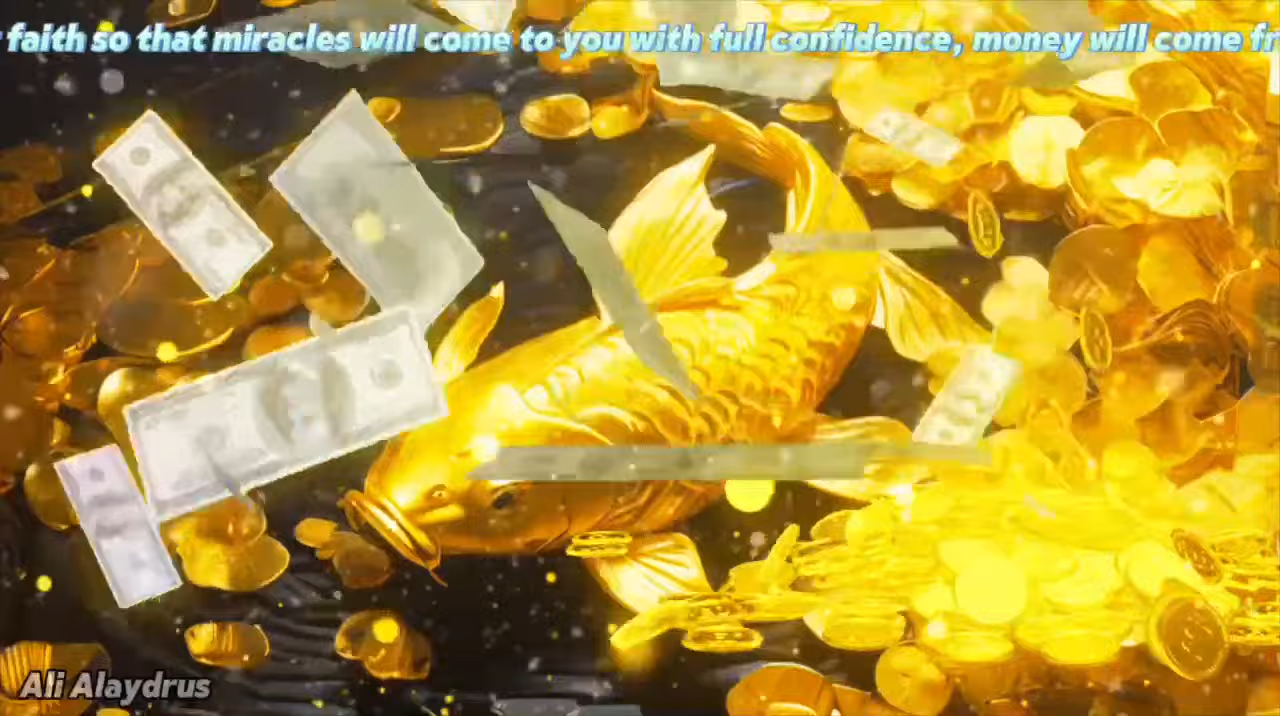 faith so that miracles will come to you with full confidence, money will come fr
Ali Alaydrus